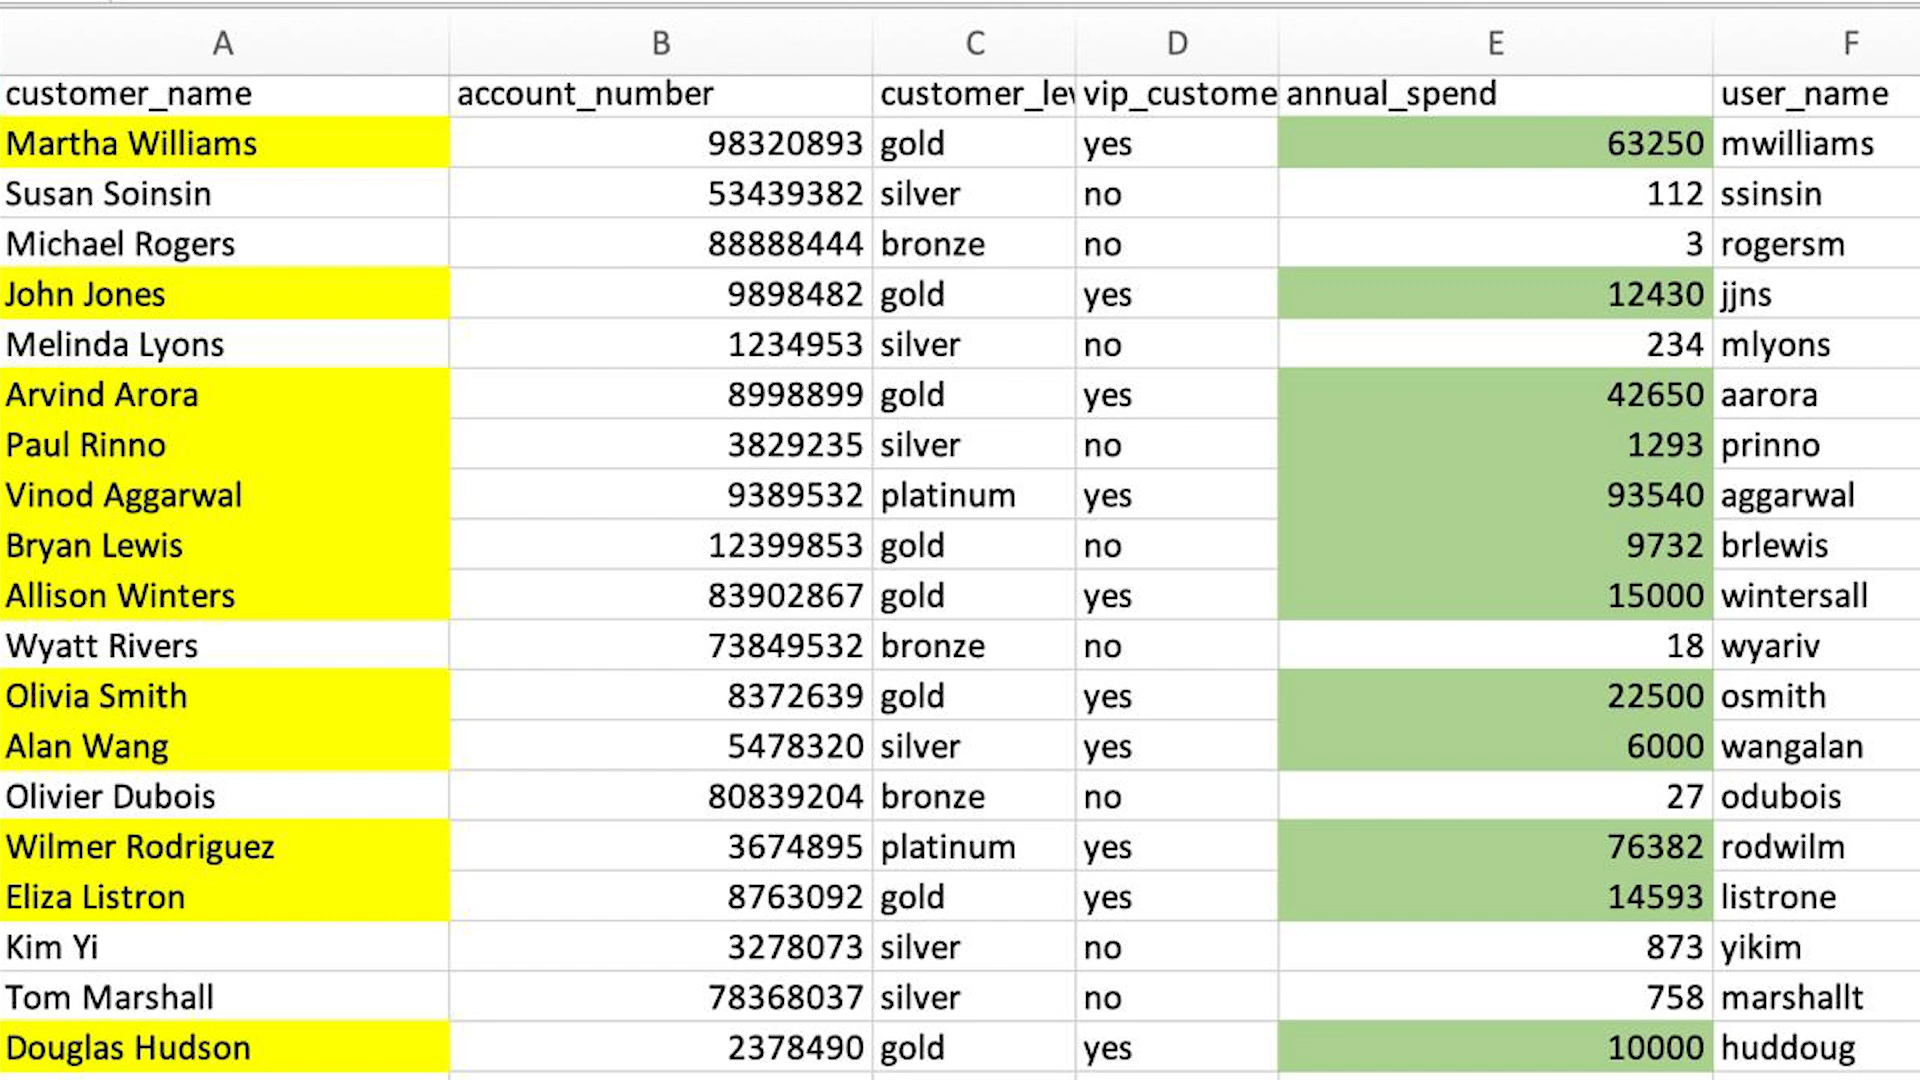 A B C D E F
customer_name account_number customer_lev vip_custome annual_spend user_name
Martha Williams 98320893 gold yes 63250 mwilliams
Susan Soinsin 53439382 silver no 112 ssinsin
Michael Rogers 88888444 bronze no 3 rogersm
John Jones 9898482 gold yes 12430 jjns
Melinda Lyons 1234953 silver no 234 mlyons
Arvind Arora 8998899 gold yes 42650 aarora
Paul Rinno 3829235 silver no 1293 prinno
Vinod Aggarwal 9389532 platinum yes 93540 aggarwal
Bryan Lewis 12399853 gold no 9732 brlewis
Allison Winters 83902867 gold yes 15000 wintersall
Wyatt Rivers 73849532 bronze no 18 wyariv
Olivia Smith 8372639 gold yes 22500 osmith
Alan Wang 5478320 silver yes 6000 wangalan
Olivier Dubois 80839204 bronze no 27 odubois
Wilmer Rodriguez 3674895 platinum yes 76382 rodwilm
Eliza Listron 8763092 gold yes 14593 listrone
Kim Yi 3278073 silver no 873 yikim
Tom Marshall 78368037 silver no 758 marshallt
Douglas Hudson 2378490 gold yes 10000 huddoug